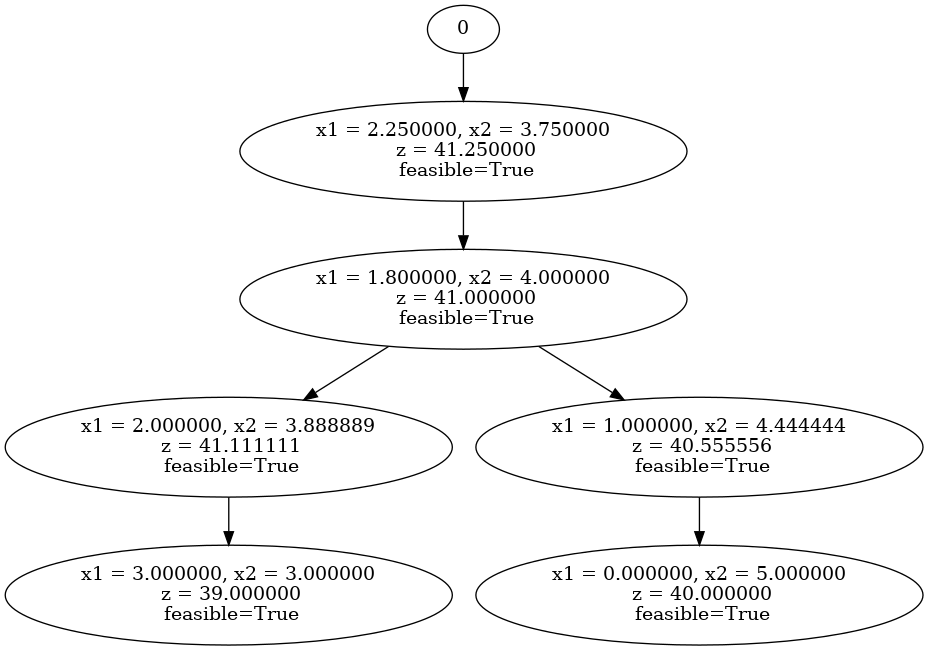 0
x1 = 2.250000, x2 = 3.750000
z = 41.250000
feasible=True
x1 = 1.800000, x2 = 4.000000
z = 41.000000
feasible=True
x1 = 2.000000, x2 = 3.888889
z = 41.111111
feasible=True
x1 = 1.000000, x2 = 4.444444
z = 40.555556
feasible=True
x1 = 3.000000, x2 = 3.000000
z = 39.000000
feasible=True
x1 = 0.000000, x2 = 5.000000
z = 40.000000
feasible=True